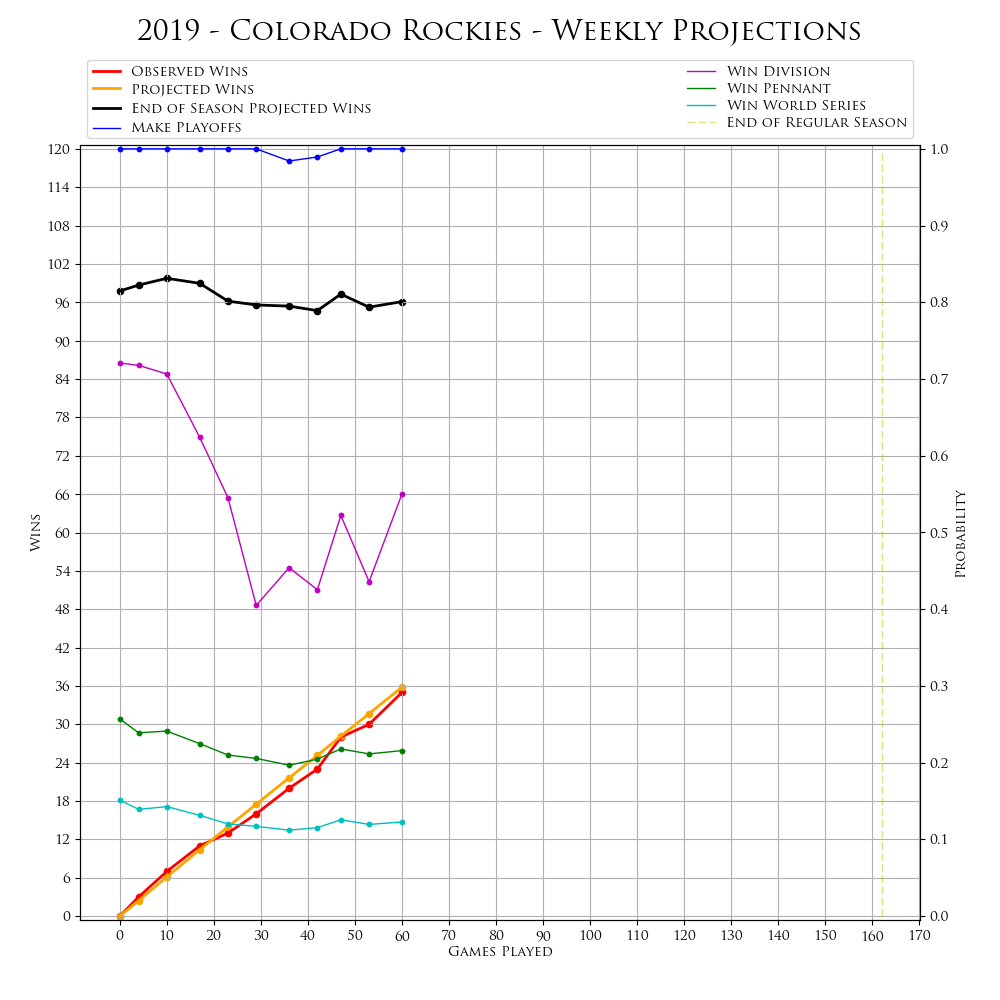 2019 - Colorado Rockies - Weekly Projections
Observed Wins
Projected Wins
End of Season Projected Wins
Make Playoffs
Win Division
Win Pennant
Win World Series
End of Regular Season
120
114
108
102
96
90
84
78
72
66
60
54
48
42
36
30
24
18
12
6
0
Wins
1.0
0.9
0.8
0.7
0.6
0.5
0.4
0.3
0.2
0.1
0.0
Probability
0 10 20 30 40 50 60 70 80 90 100 110 120 130 140 150 160 170
Games Played